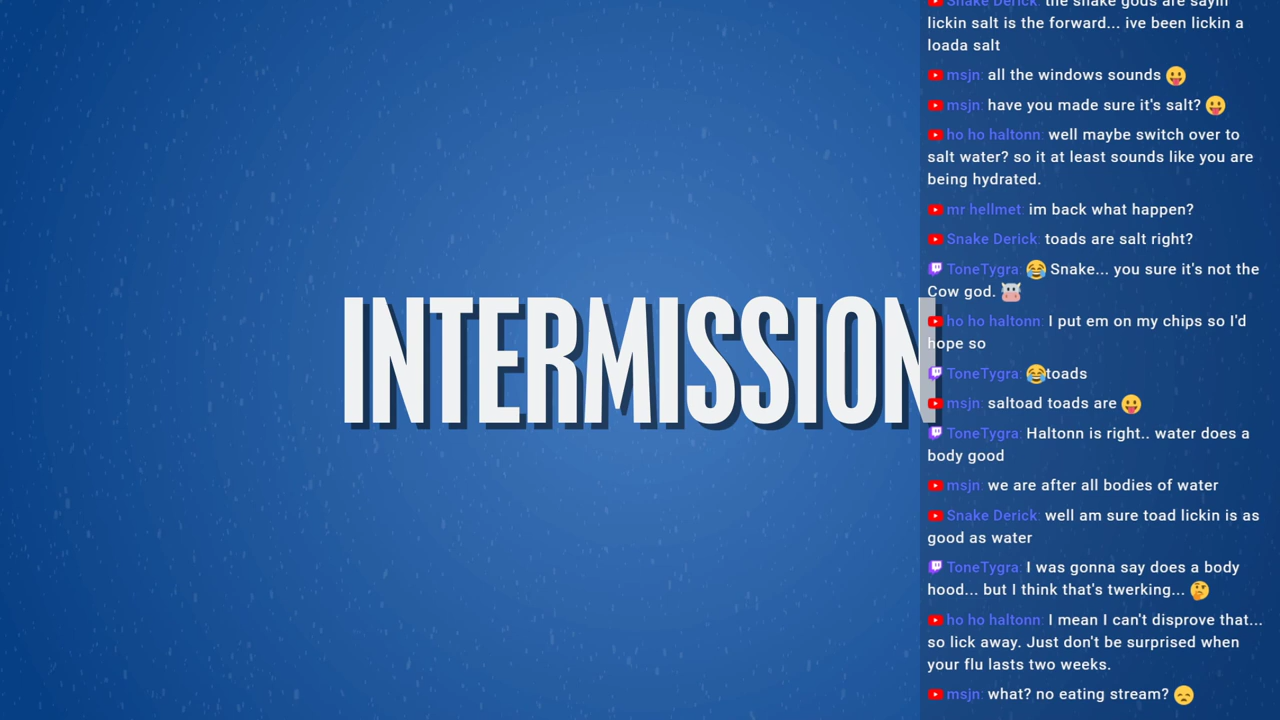 INTERMISSION
Snake Derick: the snake gods are sayin
lickin salt is the forward... ive been lickin a
loada salt
msjn: all the windows sounds 😛
msjn: have you made sure it's salt? 😛
ho ho haltonn: well maybe switch over to
salt water? so it at least sounds like you are
being hydrated.
mr hellmet: im back what happen?
Snake Derick: toads are salt right?
ToneTygra: 😂 Snake... you sure it's not the
Cow god. 🐮
ho ho haltonn: I put em on my chips so I'd
hope so
ToneTygra: 😂toads
msjn: saltoad toads are 😛
ToneTygra: Haltonn is right.. water does a
body good
msjn: we are after all bodies of water
Snake Derick: well am sure toad lickin is as
good as water
ToneTygra: I was gonna say does a body
hood... but I think that's twerking... 🤔
ho ho haltonn: I mean I can't disprove that...
so lick away. Just don't be surprised when
your flu lasts two weeks.
msjn: what? no eating stream? 😞